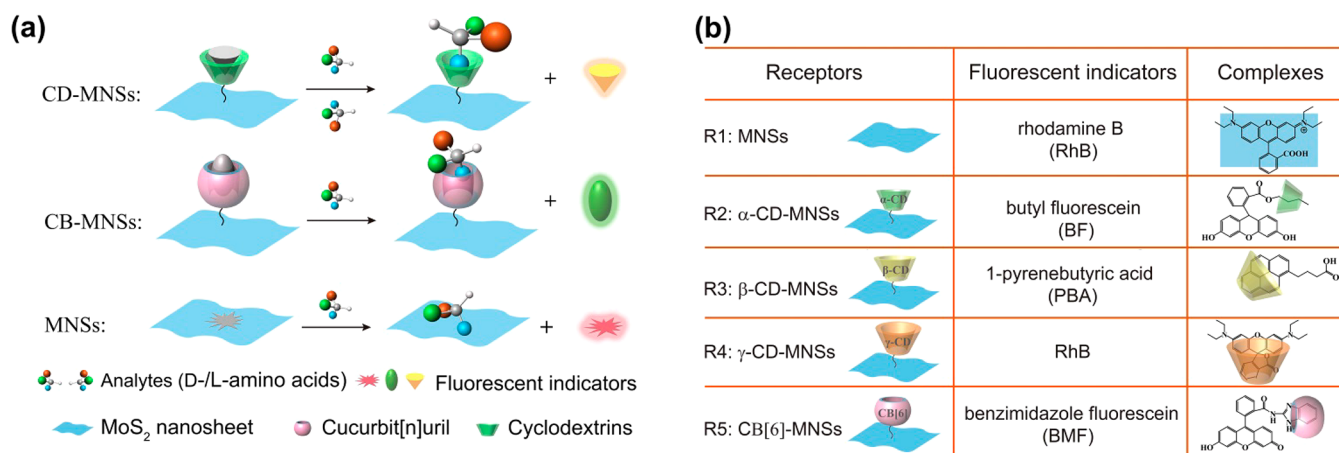 (a)
CD-MNSs:
+
CB-MNSs:
+
MNSs:
+
Analytes (D-/L-amino acids)
Fluorescent indicators
MoS2 nanosheet
Cucurbit[n]uril
Cyclodextrins
(b)
Receptors
Fluorescent indicators
Complexes
R1: MNSs
rhodamine B
(RhB)
N
O
N
⊕
COOH
R2: α-CD-MNSs
α-CD
butyl fluorescein
(BF)
O
O
HO
O
OH
R3: β-CD-MNSs
β-CD
1-pyrenebutyric acid
(PBA)
OH
O
R4: γ-CD-MNSs
γ-CD
RhB
N
O
N
R5: CB[6]-MNSs
CB[6]
benzimidazole fluorescein
(BMF)
O
N
H
N
HO
O
O